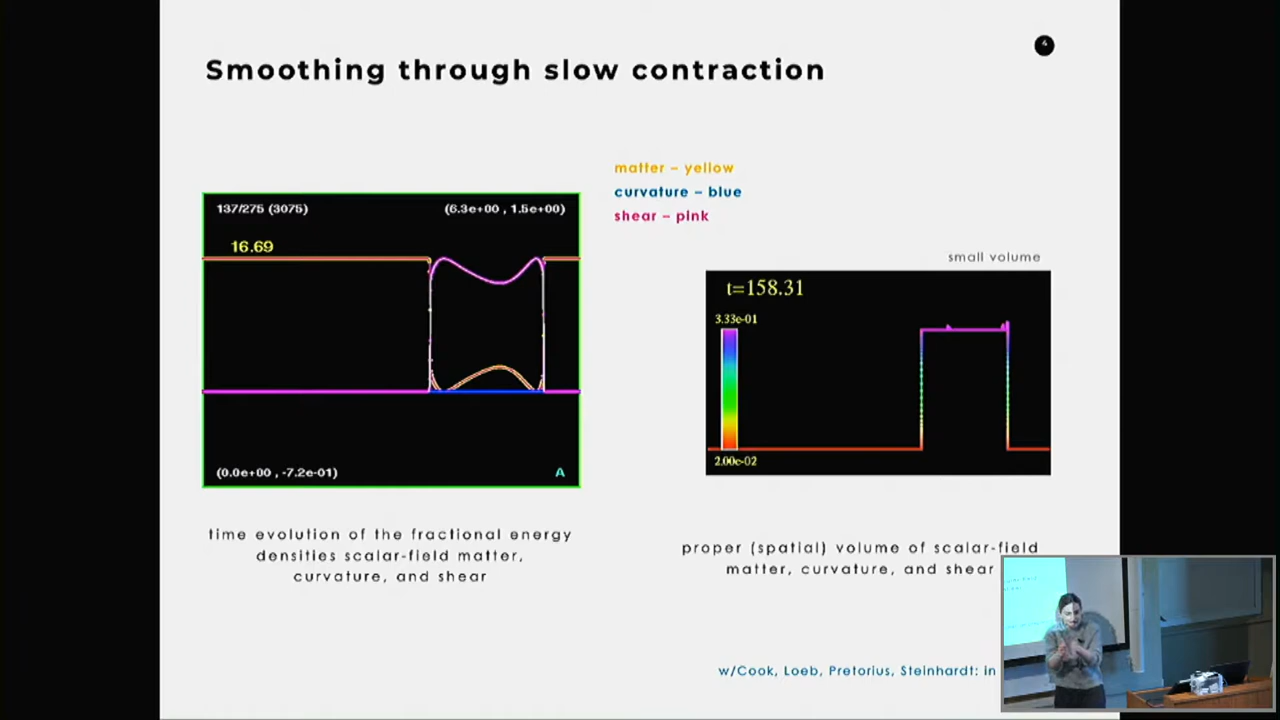 4
Smoothing through slow contraction
matter – yellow
curvature – blue
shear – pink
137/275 (3075)
(6.3e+00 , 1.5e+00)
16.69
(0.0e+00 , -7.2e-01)
A
small volume
t=158.31
3.33e-01
2.00e-02
time evolution of the fractional energy
densities scalar-field matter,
curvature, and shear
proper (spatial) volume of scalar-field
matter, curvature, and shear
w/Cook, Loeb, Pretorius, Steinhardt: in